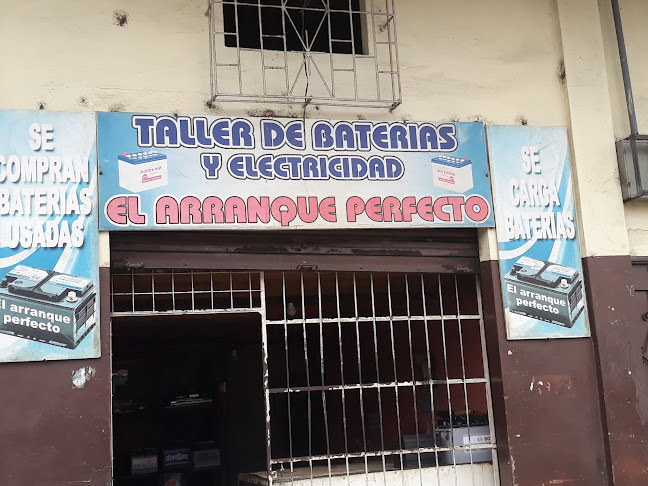 TALLER DE BATERIAS
Y ELECTRICIDAD
EL ARRANQUE PERFECTO
SE
COMPRAN
BATERIAS
USADAS
El arranque
perfecto
SE
CARGA
BATERIAS
El arranque
perfecto